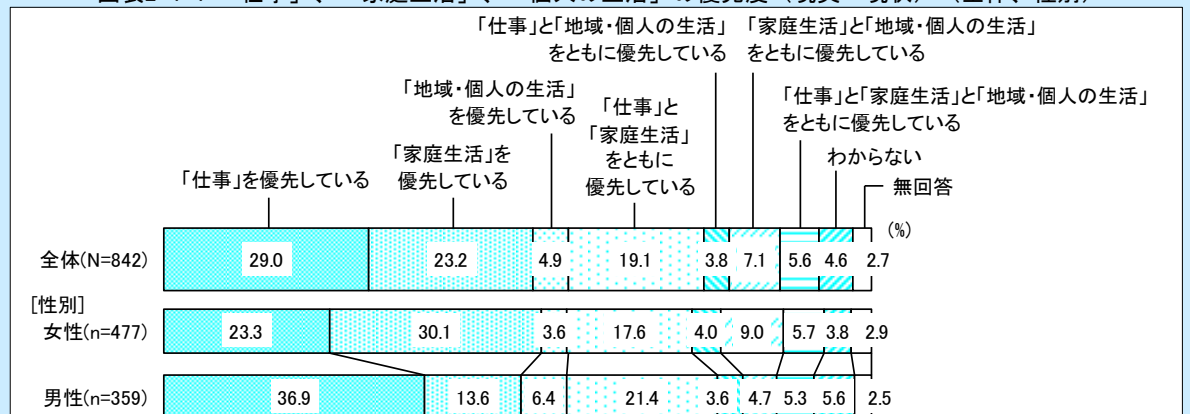 「仕事」と「地域・個人の生活」
をともに優先している
「家庭生活」と「地域・個人の生活」
をともに優先している
「地域・個人の生活」
を優先している
「仕事」と
「家庭生活」
をともに
優先している
「仕事」と「家庭生活」と「地域・個人の生活」
をともに優先している
「仕事」を優先している
「家庭生活」を
優先している
わからない
無回答
(%)
全体(N=842) 29.0 23.2 4.9 19.1 3.8 7.1 5.6 4.6 2.7
[性別]
女性(n=477) 23.3 30.1 3.6 17.6 4.0 9.0 5.7 3.8 2.9
男性(n=359) 36.9 13.6 6.4 21.4 3.6 4.7 5.3 5.6 2.5